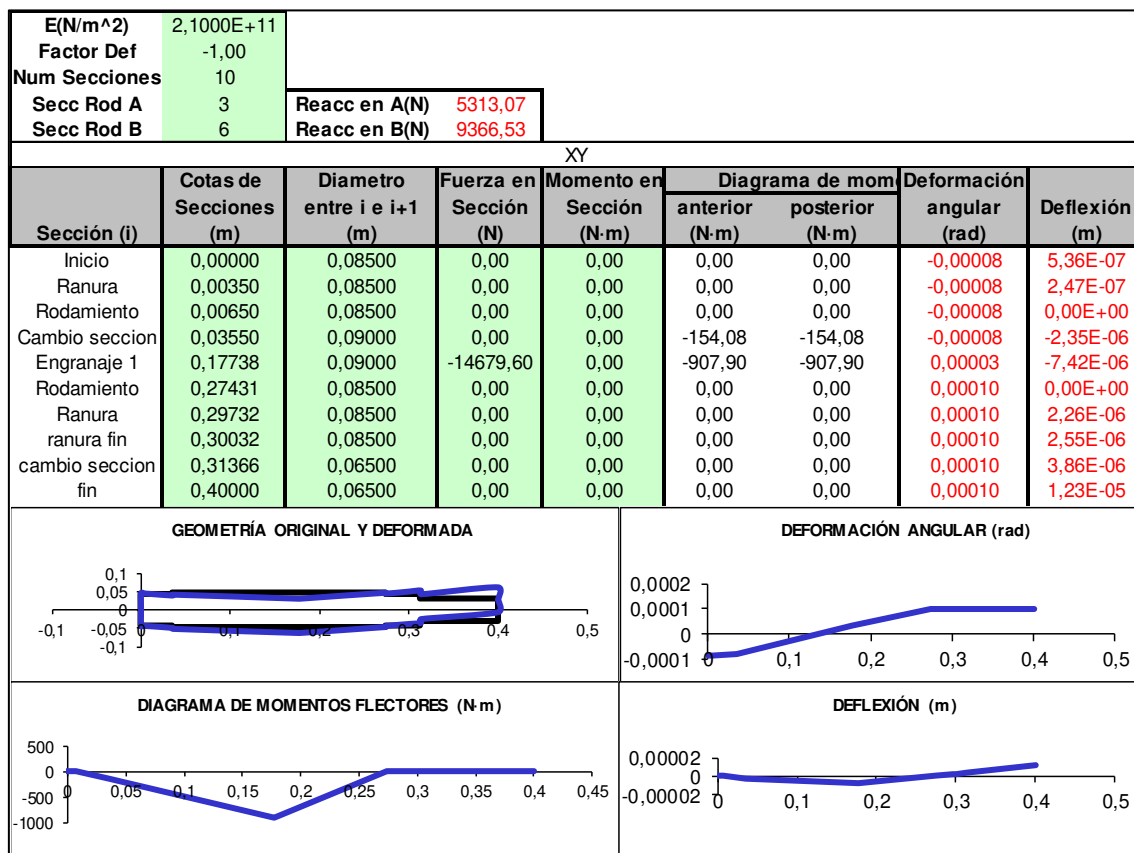 E(N/m^2) 2,1000E+11
Factor Def -1,00
Num Secciones 10
Secc Rod A 3 Reacc en A(N) 5313,07
Secc Rod B 6 Reacc en B(N) 9366,53
XY
Cotas de Diametro Fuerza en Momento en Diagrama de mom Deformación
Secciones entre i e i+1 Sección Sección anterior posterior angular Deflexión
Sección (i) (m) (m) (N) (N·m) (N·m) (N·m) (rad) (m)
Inicio 0,00000 0,08500 0,00 0,00 0,00 0,00 -0,00008 5,36E-07
Ranura 0,00350 0,08500 0,00 0,00 0,00 0,00 -0,00008 2,47E-07
Rodamiento 0,00650 0,08500 0,00 0,00 0,00 0,00 -0,00008 0,00E+00
Cambio seccion 0,03550 0,09000 0,00 0,00 -154,08 -154,08 -0,00008 -2,35E-06
Engranaje 1 0,17738 0,09000 -14679,60 0,00 -907,90 -907,90 0,00003 -7,42E-06
Rodamiento 0,27431 0,08500 0,00 0,00 0,00 0,00 0,00010 0,00E+00
Ranura 0,29732 0,08500 0,00 0,00 0,00 0,00 0,00010 2,26E-06
ranura fin 0,30032 0,08500 0,00 0,00 0,00 0,00 0,00010 2,55E-06
cambio seccion 0,31366 0,06500 0,00 0,00 0,00 0,00 0,00010 3,86E-06
fin 0,40000 0,06500 0,00 0,00 0,00 0,00 0,00010 1,23E-05
GEOMETRÍA ORIGINAL Y DEFORMADA
0,1
0,05
0
-0,05
-0,1
-0,1 0 0,1 0,2 0,3 0,4 0,5
DEFORMACIÓN ANGULAR (rad)
0,0002
0,0001
0
-0,0001
0 0,1 0,2 0,3 0,4 0,5
DIAGRAMA DE MOMENTOS FLECTORES (N·m)
500
0
-500
-1000
0 0,05 0,1 0,15 0,2 0,25 0,3 0,35 0,4 0,45
DEFLEXIÓN (m)
0,00002
0
-0,00002
0 0,1 0,2 0,3 0,4 0,5